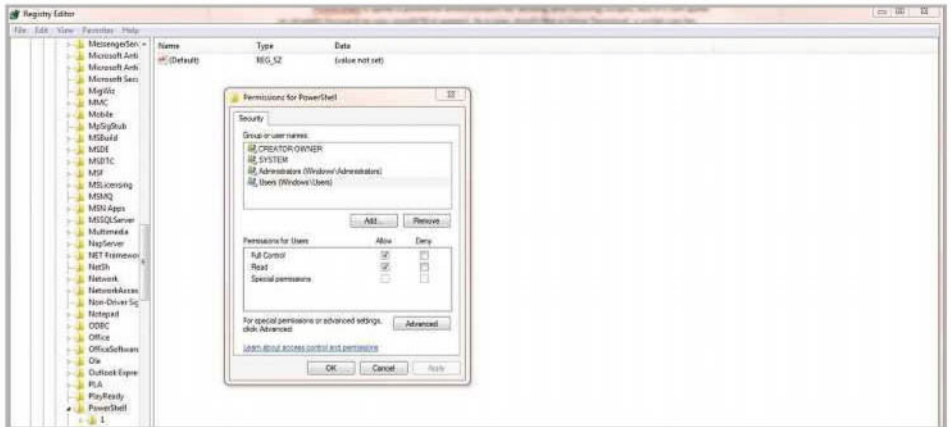 Registry Editor
File Edit View Favorites Help
MessengerServ
Microsoft Anti
Microsoft Anti
Microsoft Secu
MigWiz
MMC
Mobile
MpSigStub
MSBuild
MSDE
MSDTC
MSF
MSLicensing
MSMQ
MSN Apps
MSSQLServer
Multimedia
NapServer
NET Framewor
NetSh
Network
NetworkAcces
Non-Driver Sig
Notepad
ODBC
Office
OfficeSoftware
Ole
Outlook Expre
PLA
PlayReady
PowerShell
1
Name Type Data
(Default) REG_SZ (value not set)
Permissions for PowerShell
Security
Group or user names:
CREATOR OWNER
SYSTEM
Administrators (Windows\Administrators)
Users (Windows\Users)
Add... Remove
Permissions for Users Allow Deny
Full Control
Read
Special permissions
For special permissions or advanced settings,
click Advanced.
Advanced
Learn about access control and permissions
OK Cancel Apply